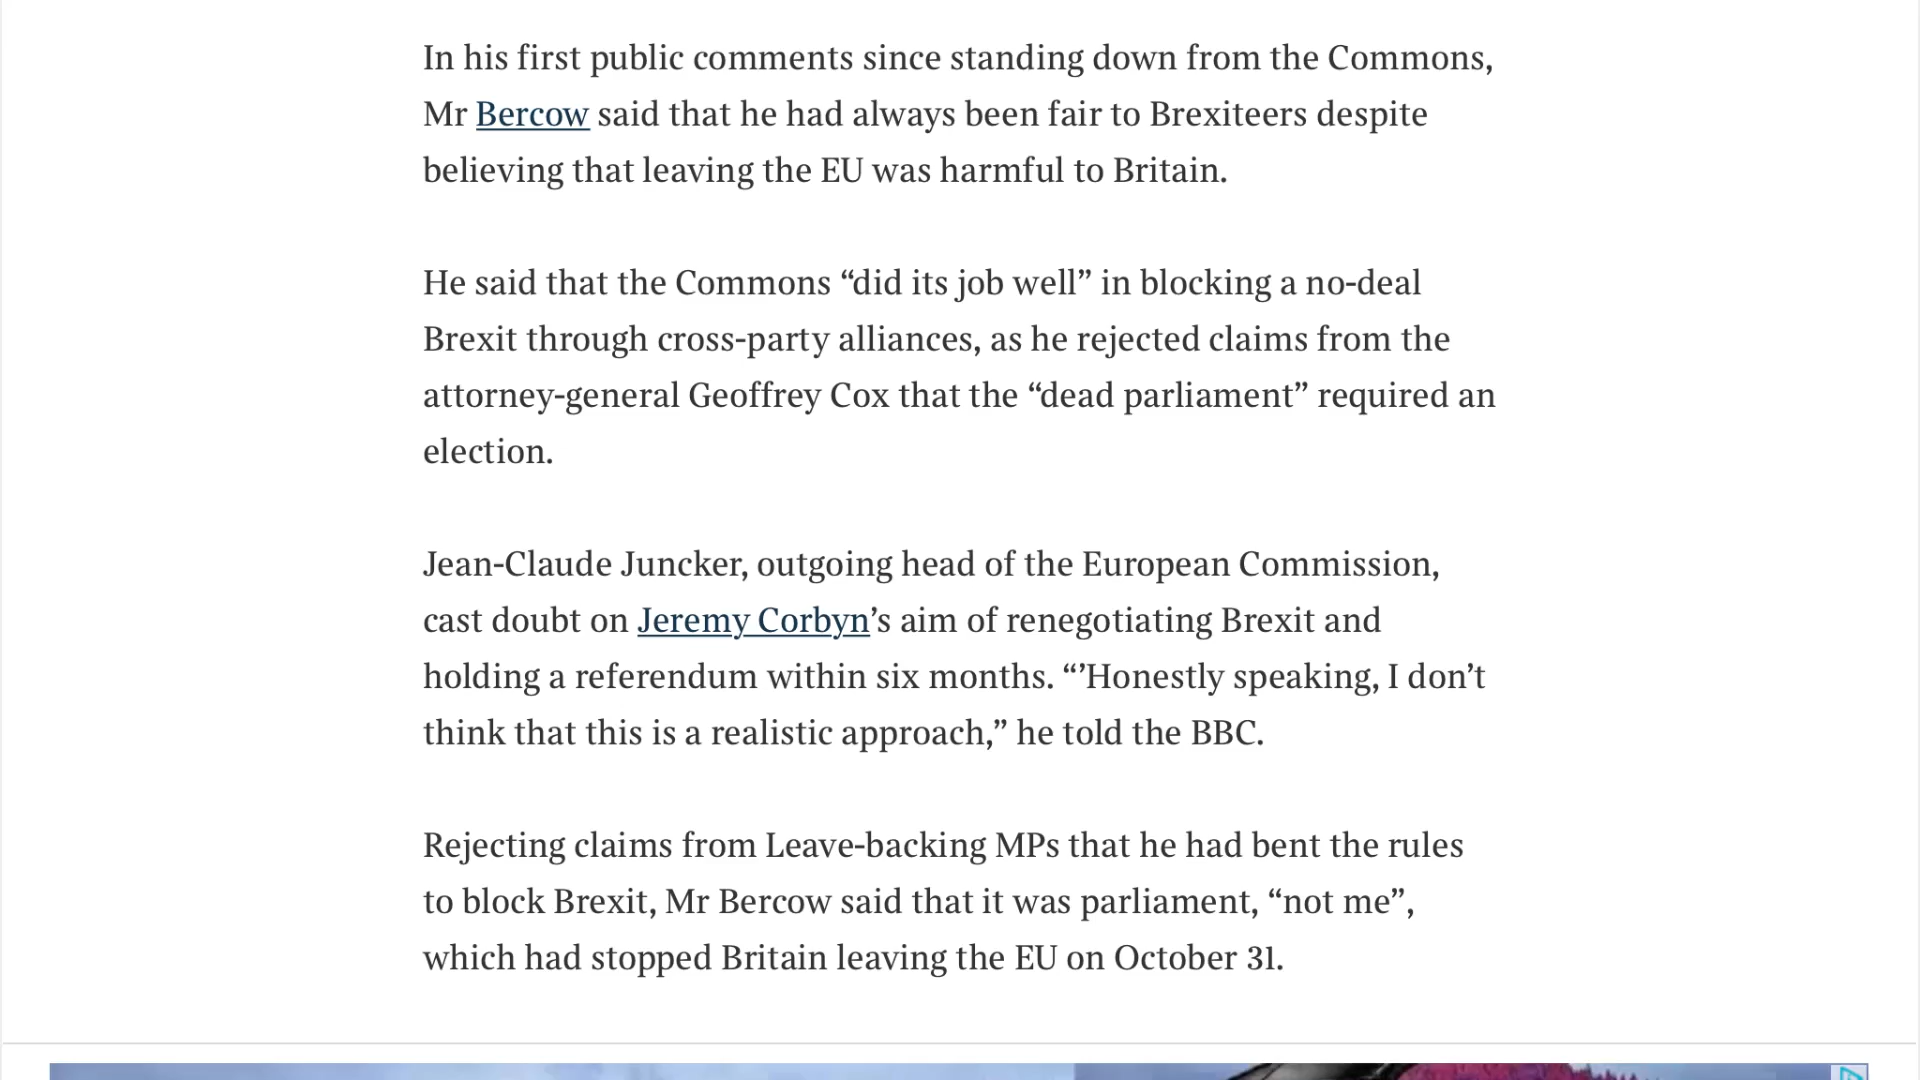 In his first public comments since standing down from the Commons,
Mr Bercow said that he had always been fair to Brexiteers despite
believing that leaving the EU was harmful to Britain.
He said that the Commons “did its job well” in blocking a no-deal
Brexit through cross-party alliances, as he rejected claims from the
attorney-general Geoffrey Cox that the “dead parliament” required an
election.
Jean-Claude Juncker, outgoing head of the European Commission,
cast doubt on Jeremy Corbyn’s aim of renegotiating Brexit and
holding a referendum within six months. “’Honestly speaking, I don’t
think that this is a realistic approach,” he told the BBC.
Rejecting claims from Leave-backing MPs that he had bent the rules
to block Brexit, Mr Bercow said that it was parliament, “not me”,
which had stopped Britain leaving the EU on October 31.